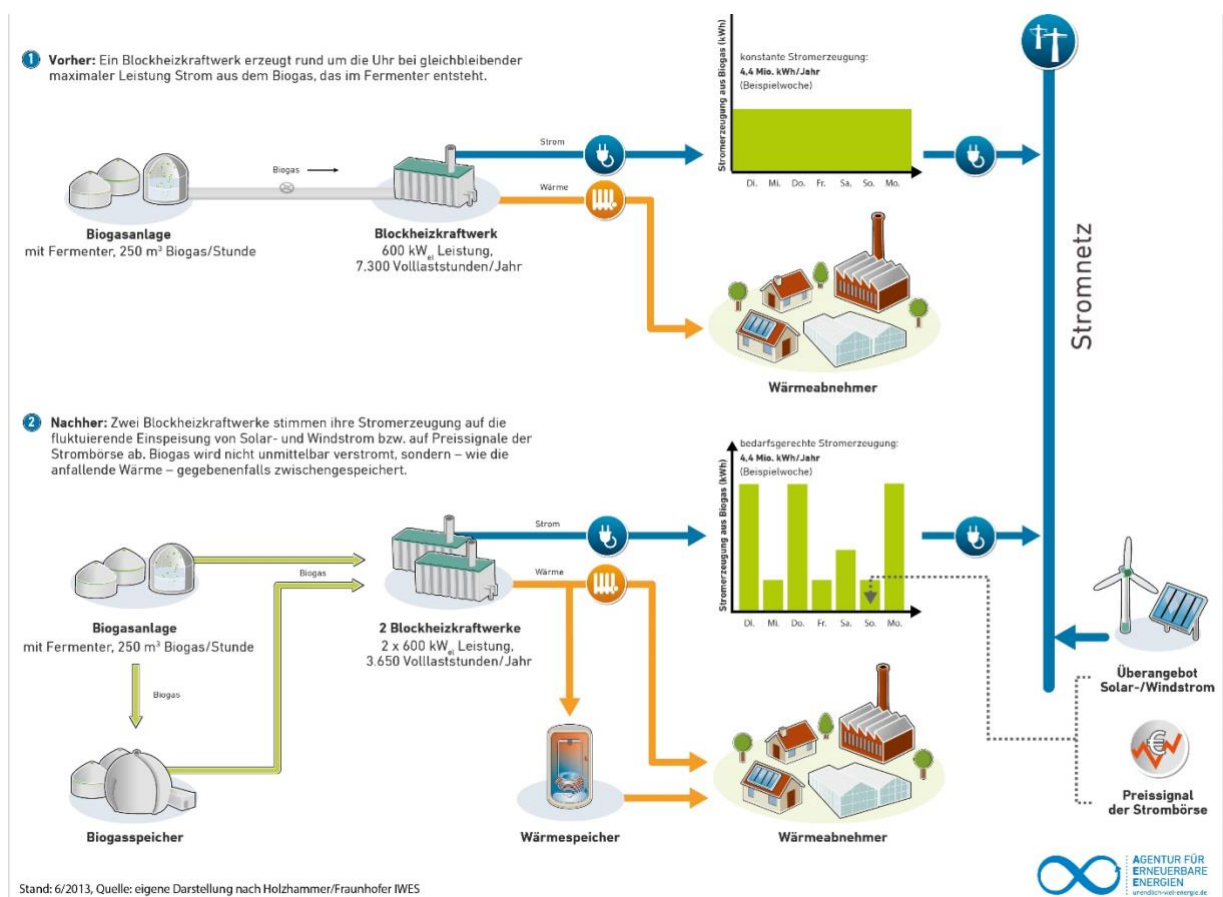 1 Vorher: Ein Blockheizkraftwerk erzeugt rund um die Uhr bei gleichbleibender
maximaler Leistung Strom aus dem Biogas, das im Fermenter entsteht.
Stromerzeugung aus Biogas (kWh)
konstante Stromerzeugung:
4,4 Mio. kWh/Jahr
(Beispielwoche)
Di. Mi. Do. Fr. Sa. So. Mo.
Biogas
Strom
Wärme
Biogasanlage
mit Fermenter, 250 m³ Biogas/Stunde
Blockheizkraftwerk
600 kWel Leistung,
7.300 Volllaststunden/Jahr
Wärmeabnehmer
Stromnetz
2 Nachher: Zwei Blockheizkraftwerke stimmen ihre Stromerzeugung auf die
fluktuierende Einspeisung von Solar- und Windstrom bzw. auf Preissignale der
Strombörse ab. Biogas wird nicht unmittelbar verstromt, sondern – wie die
anfallende Wärme – gegebenenfalls zwischengespeichert.
Stromerzeugung aus Biogas (kWh)
bedarfsgerechte Stromerzeugung:
4,4 Mio. kWh/Jahr
(Beispielwoche)
Di. Mi. Do. Fr. Sa. So. Mo.
Strom
Biogas
Wärme
Biogasanlage
mit Fermenter, 250 m³ Biogas/Stunde
2 Blockheizkraftwerke
2 x 600 kWel Leistung,
3.650 Volllaststunden/Jahr
Biogas
Überangebot
Solar-/Windstrom
€
Preissignal
der Strombörse
Biogasspeicher
Wärmespeicher
Wärmeabnehmer
Stand: 6/2013, Quelle: eigene Darstellung nach Holzhammer/Fraunhofer IWES
AGENTUR FÜR
ERNEUERBARE
ENERGIEN
unendlich-viel-energie.de